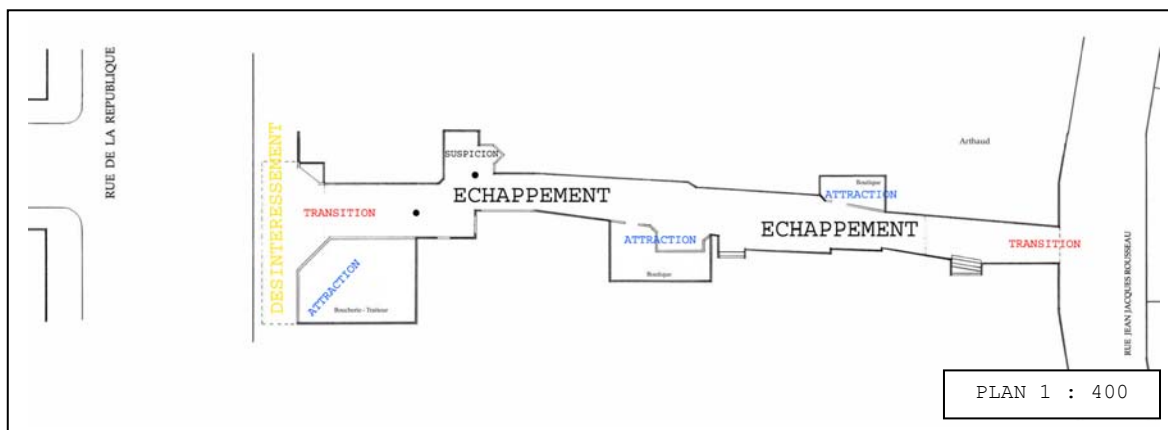 RUE DE LA REPUBLIQUE
DESINTERESSEMENT
TRANSITION
ATTRACTION
Boucherie - Traiteur
SUSPICION
ECHAPPEMENT
ATTRACTION
Boutique
Boutique
ATTRACTION
ECHAPPEMENT
Arthaud
TRANSITION
RUE JEAN JACQUES ROUSSEAU
PLAN 1 : 400